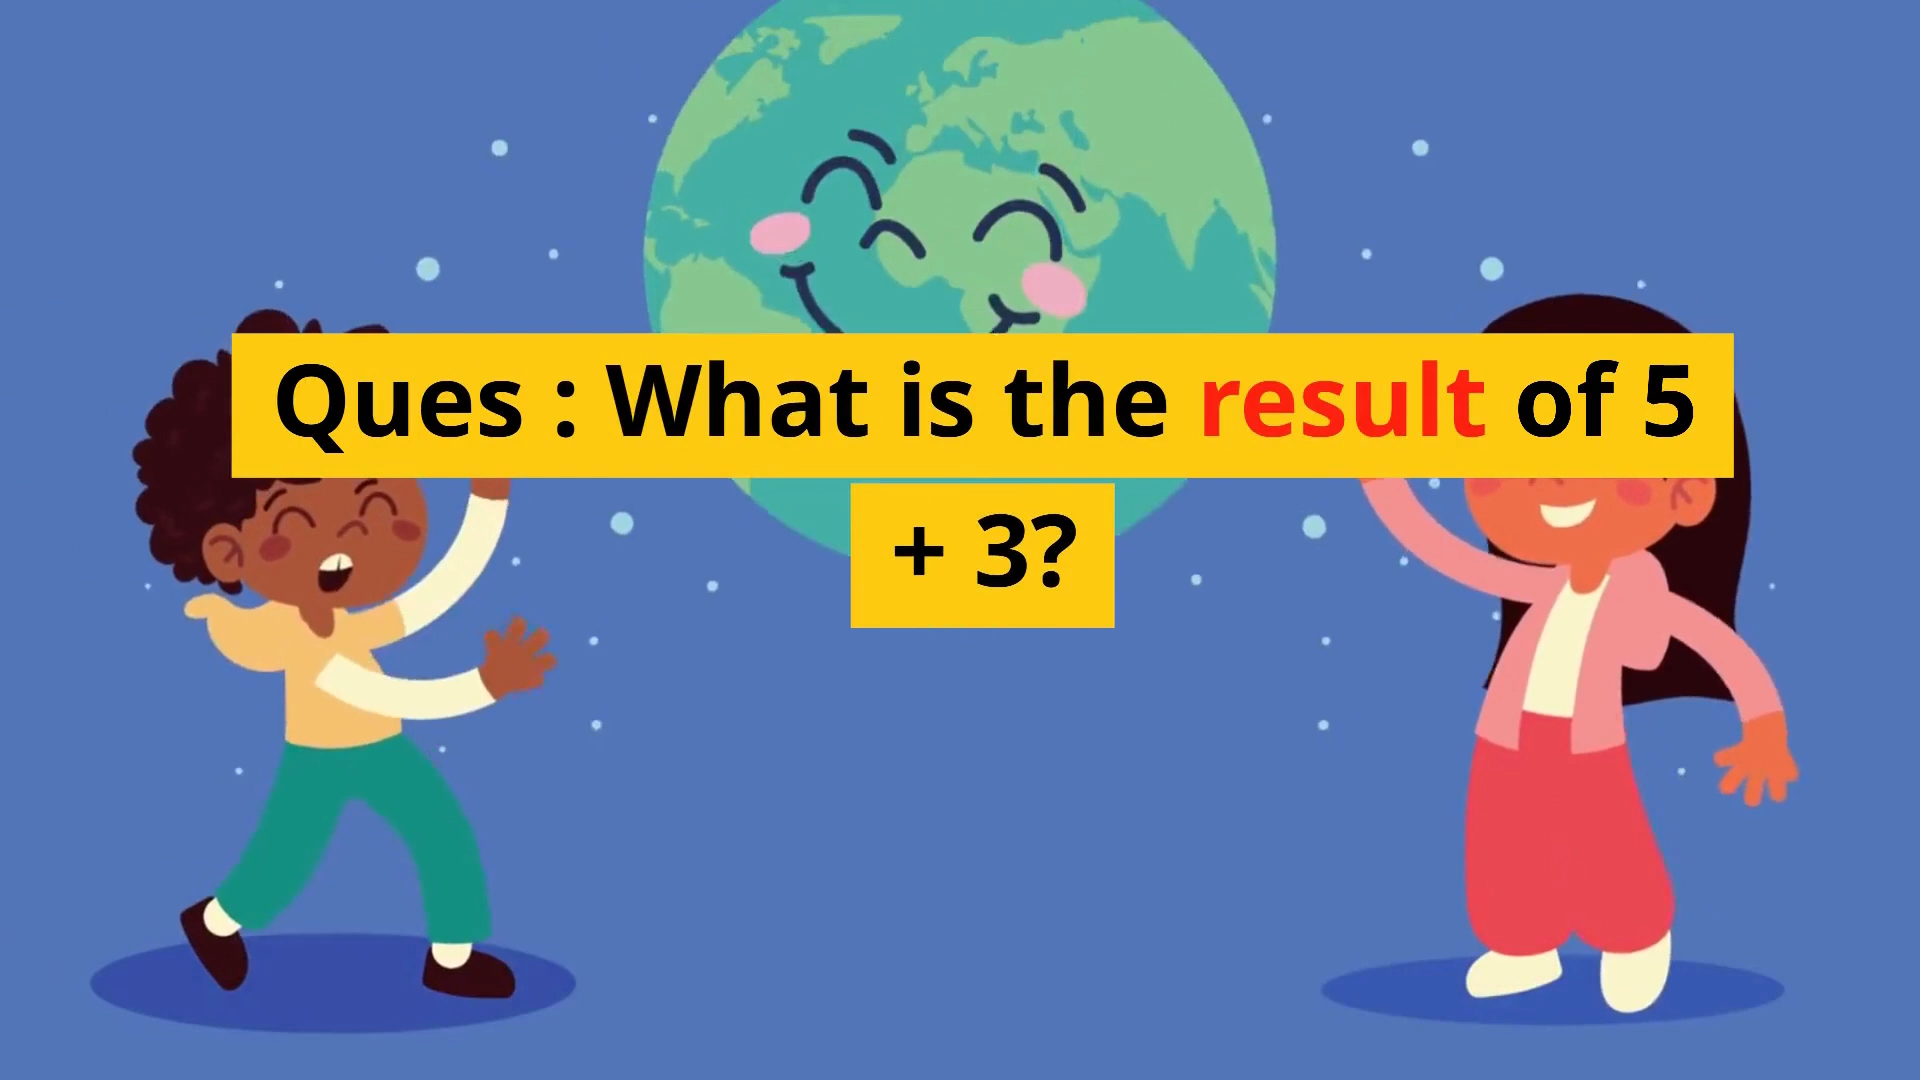 Ques : What is the result of 5
+ 3?